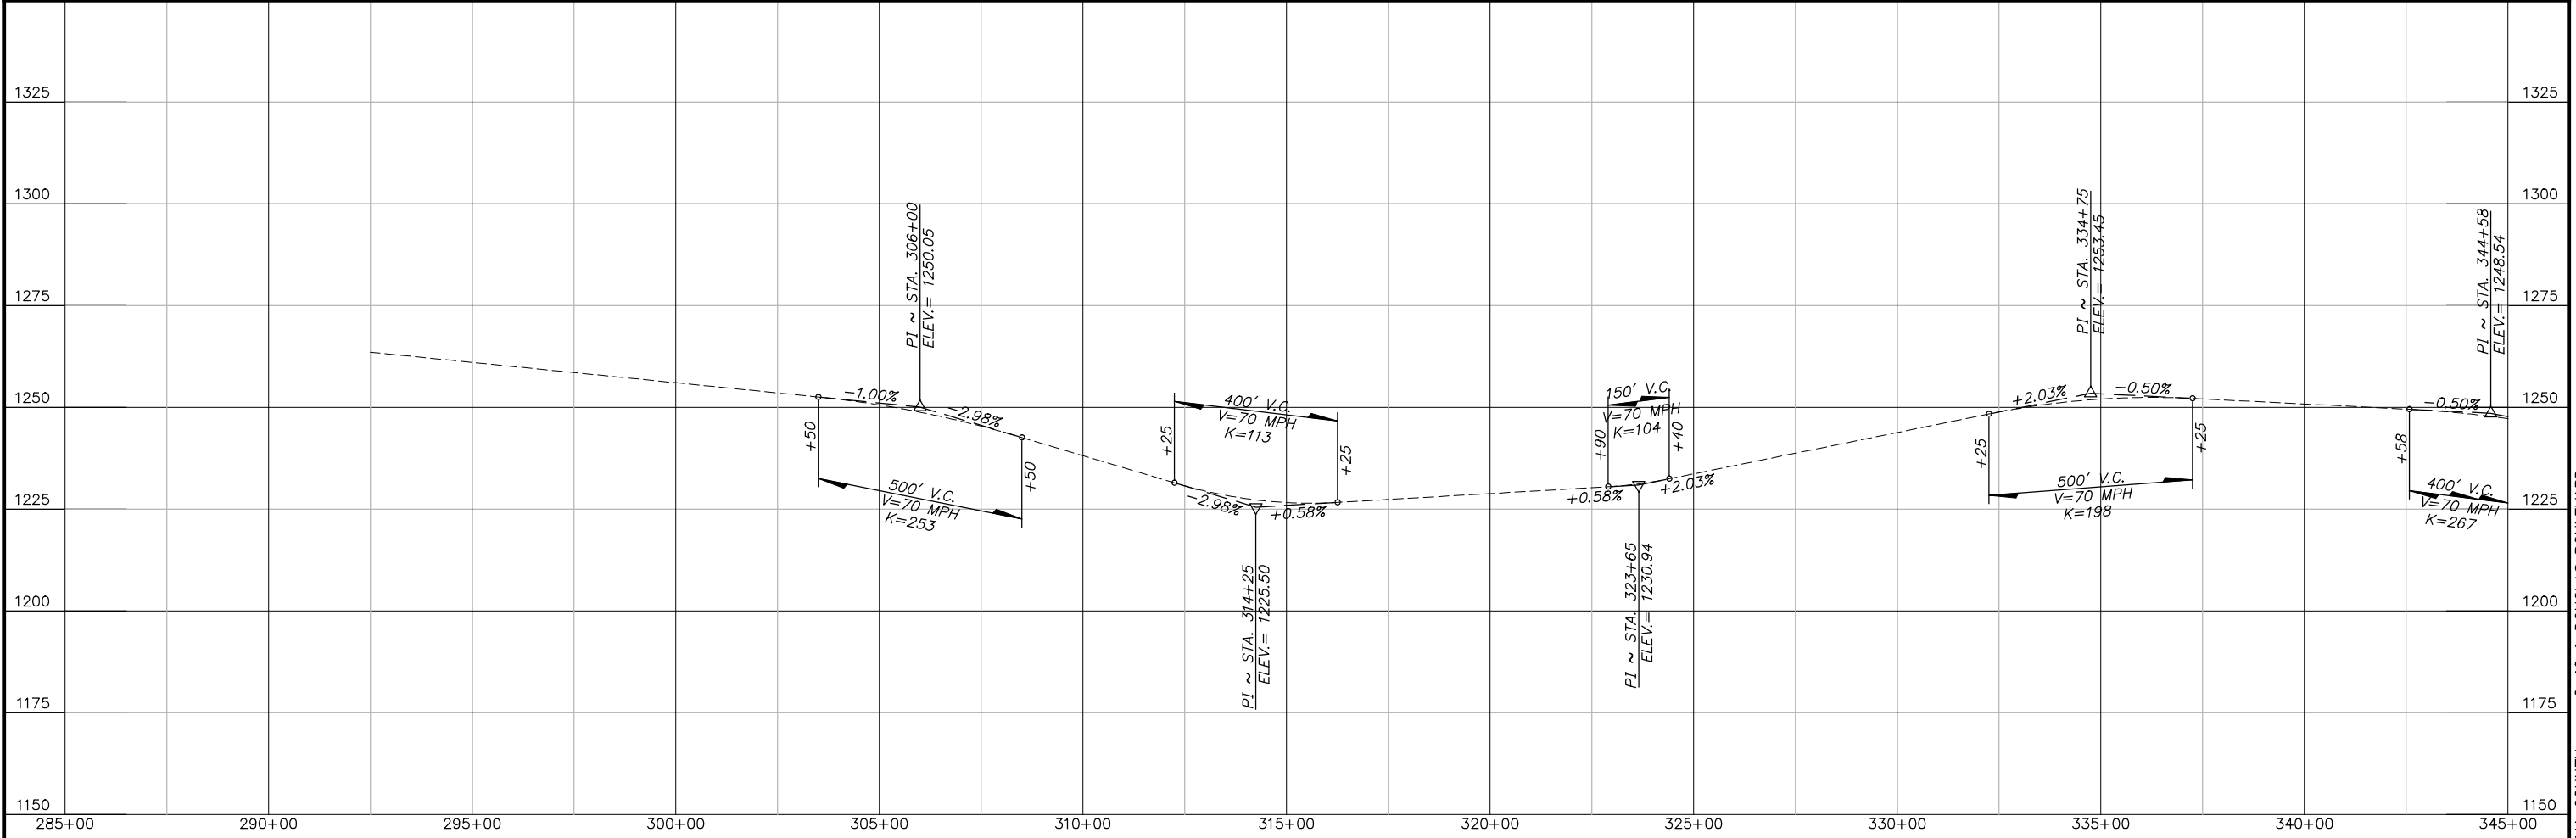 1325
1300
1275
1250
1225
1200
1175
1150
285+00
290+00
295+00
300+00
305+00
310+00
315+00
320+00
325+00
330+00
335+00
340+00
345+00
1325
1300
1275
1250
1225
1200
1175
1150
PI ~ STA. 306+00
ELEV.= 1250.05
-1.00%
-2.98%
+50
+50
500' V.C.
V=70 MPH
K=253
+25
+25
400' V.C.
V=70 MPH
K=113
-2.98%
+0.58%
PI ~ STA. 314+25
ELEV.= 1225.50
+90
+40
150' V.C.
V=70 MPH
K=104
+0.58%
+2.03%
PI ~ STA. 323+65
ELEV.= 1230.94
PI ~ STA. 334+75
ELEV.= 1253.45
+2.03%
-0.50%
+25
+25
500' V.C.
V=70 MPH
K=198
PI ~ STA. 344+58
ELEV.= 1248.54
-0.50%
+58
400' V.C.
V=70 MPH
K=267